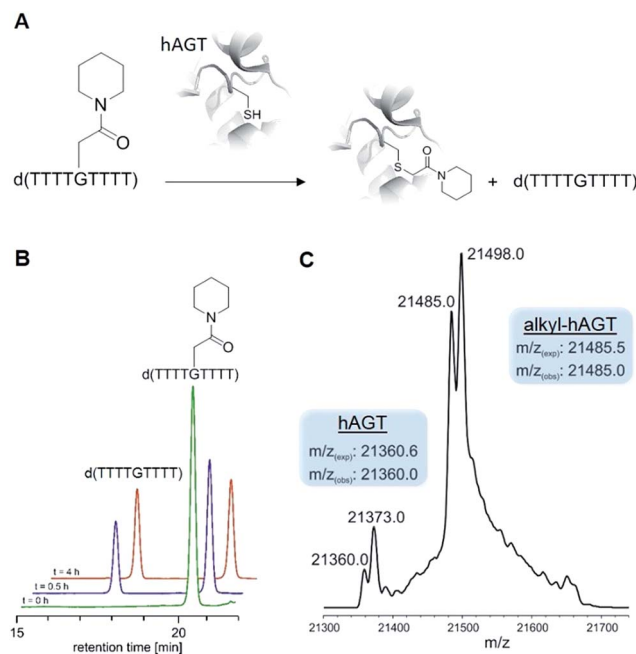 A
hAGT
N
O
SH
d(TTTTGTTTT)
S
O
N
+ d(TTTTGTTTT)
B
N
O
d(TTTTGTTTT)
d(TTTTGTTTT)
t = 4 h
t = 0.5 h
t = 0 h
15 20
retention time [min]
C
21498.0
21485.0
alkyl-hAGT
m/z(exp): 21485.5
m/z(obs): 21485.0
hAGT
m/z(exp): 21360.6
m/z(obs): 21360.0
21373.0
21360.0
21300 21400 21500 21600 21700
m/z